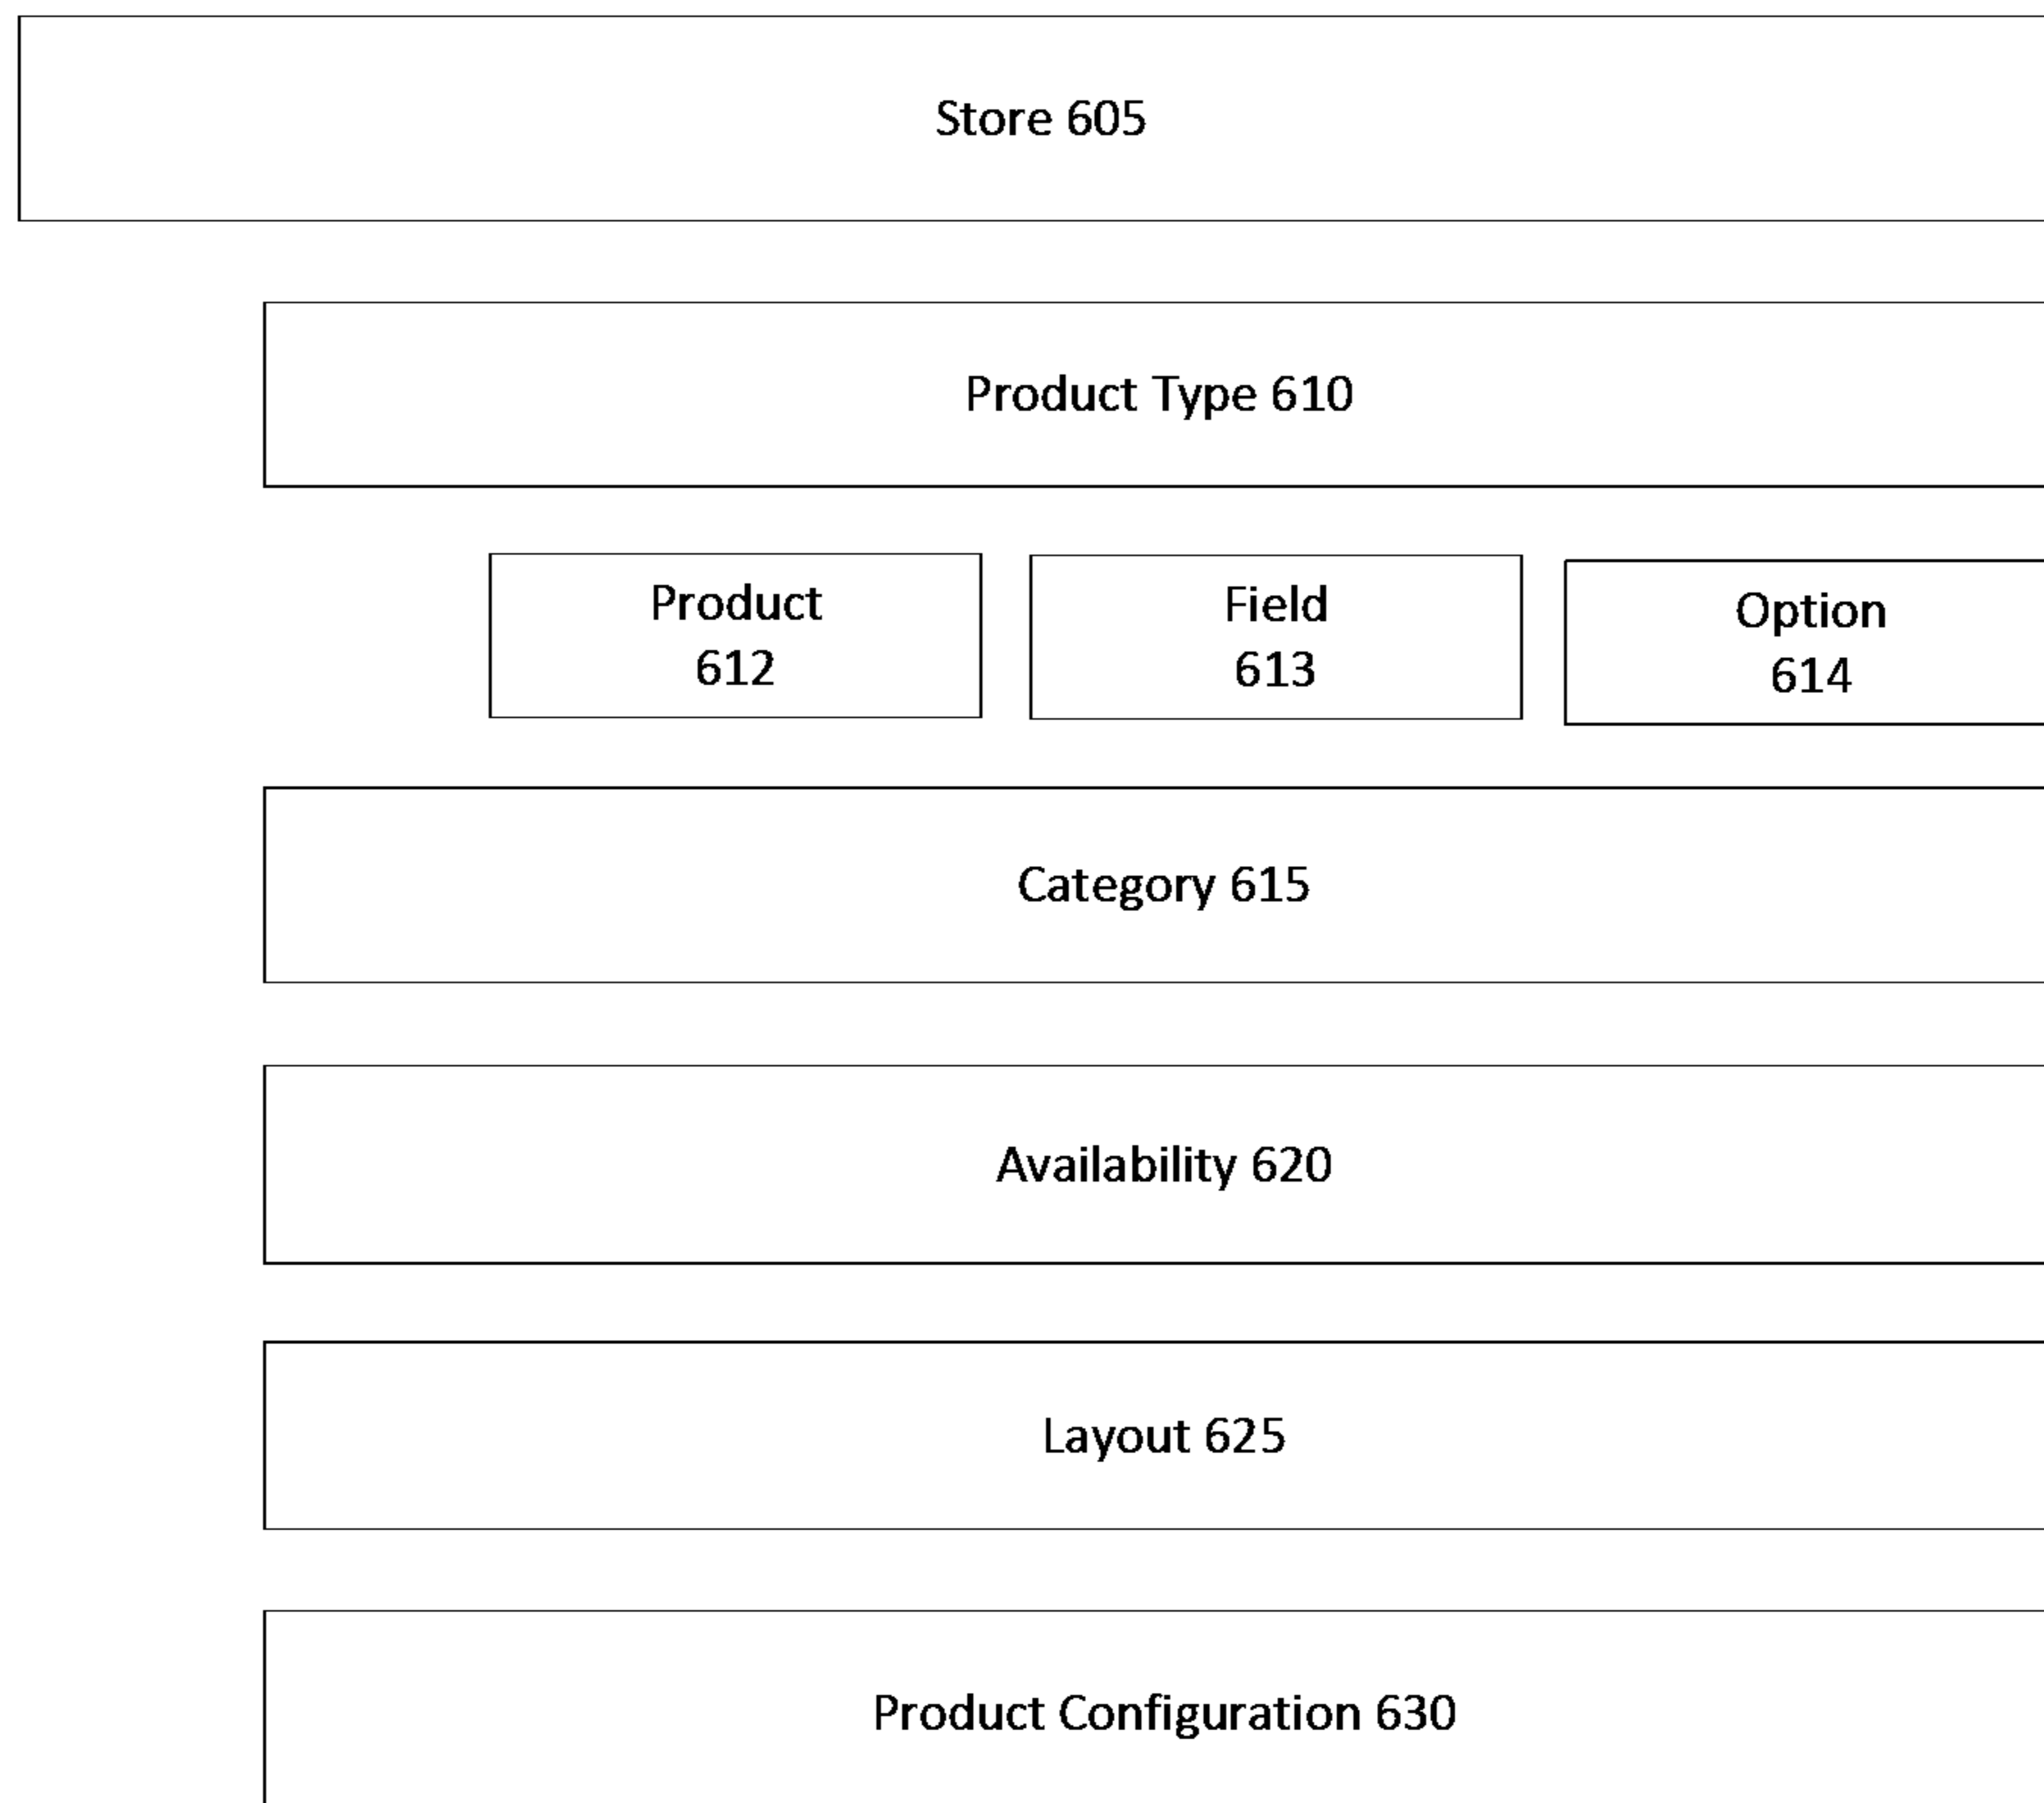 Store 605
Product Type 610
Product
612
Field
613
Option
614
Category 615
Availability 620
Layout 625
Product Configuration 630